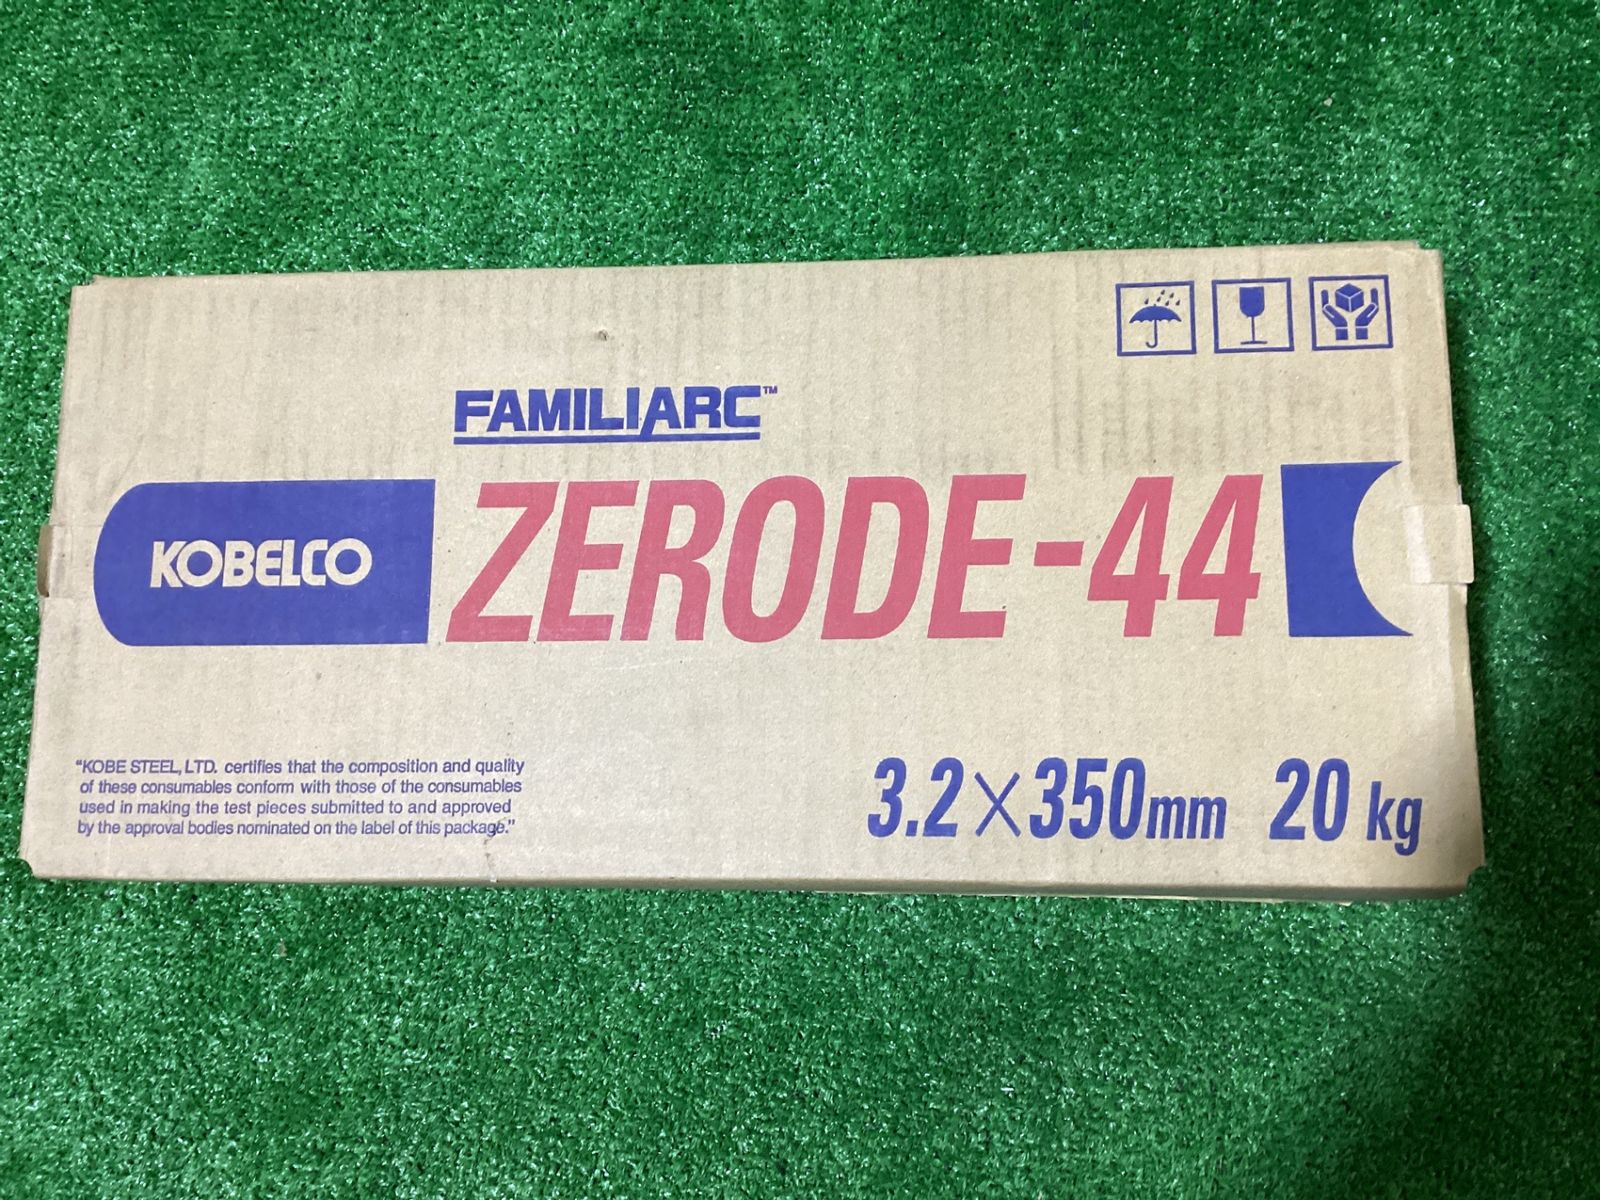 FAMILIARC™
KOBELCO
ZERODE-44
"KOBE STEEL, LTD. certifies that the composition and quality
of these consumables conform with those of the consumables
used in making the test pieces submitted to and approved
by the approval bodies nominated on the label of this package."
3.2×350mm 20 kg